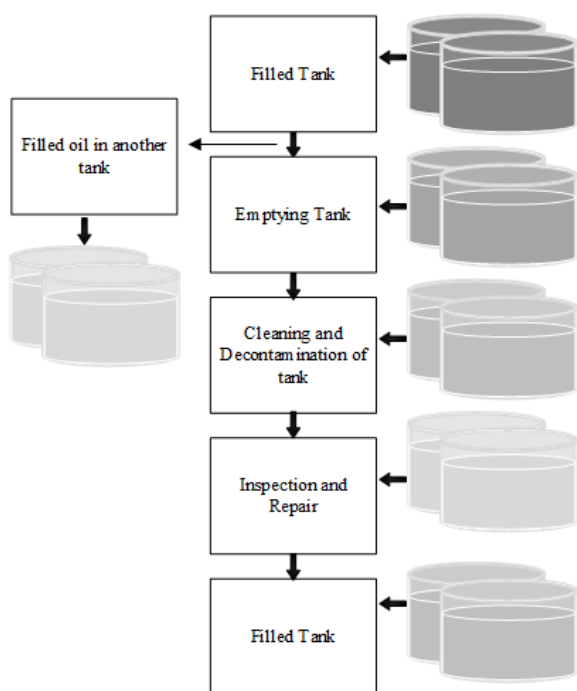 Filled Tank
Filled oil in another
tank
Emptying Tank
Cleaning and
Decontamination of
tank
Inspection and
Repair
Filled Tank